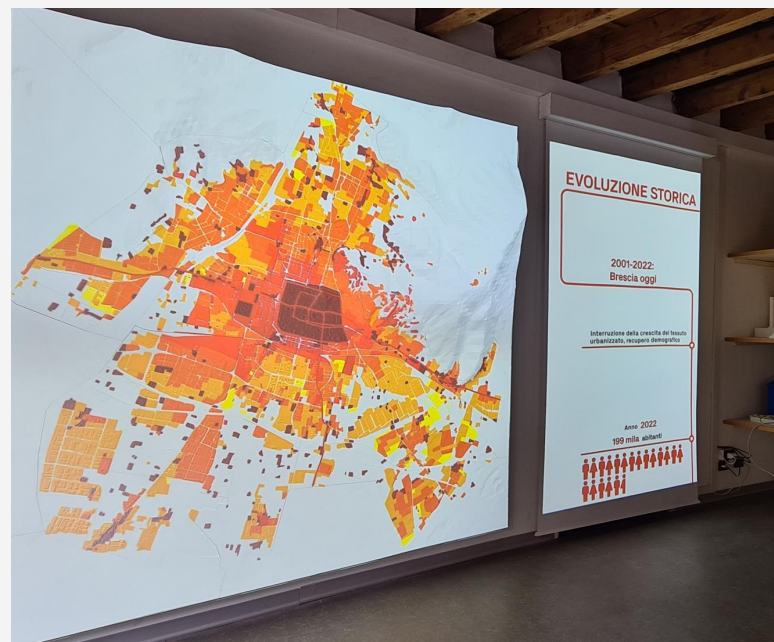 EVOLUZIONE STORICA
2001-2022:
Brescia oggi
Interruzione della crescita del tessuto
urbanizzato, recupero demografico
Anno 2022
199 mila abitanti